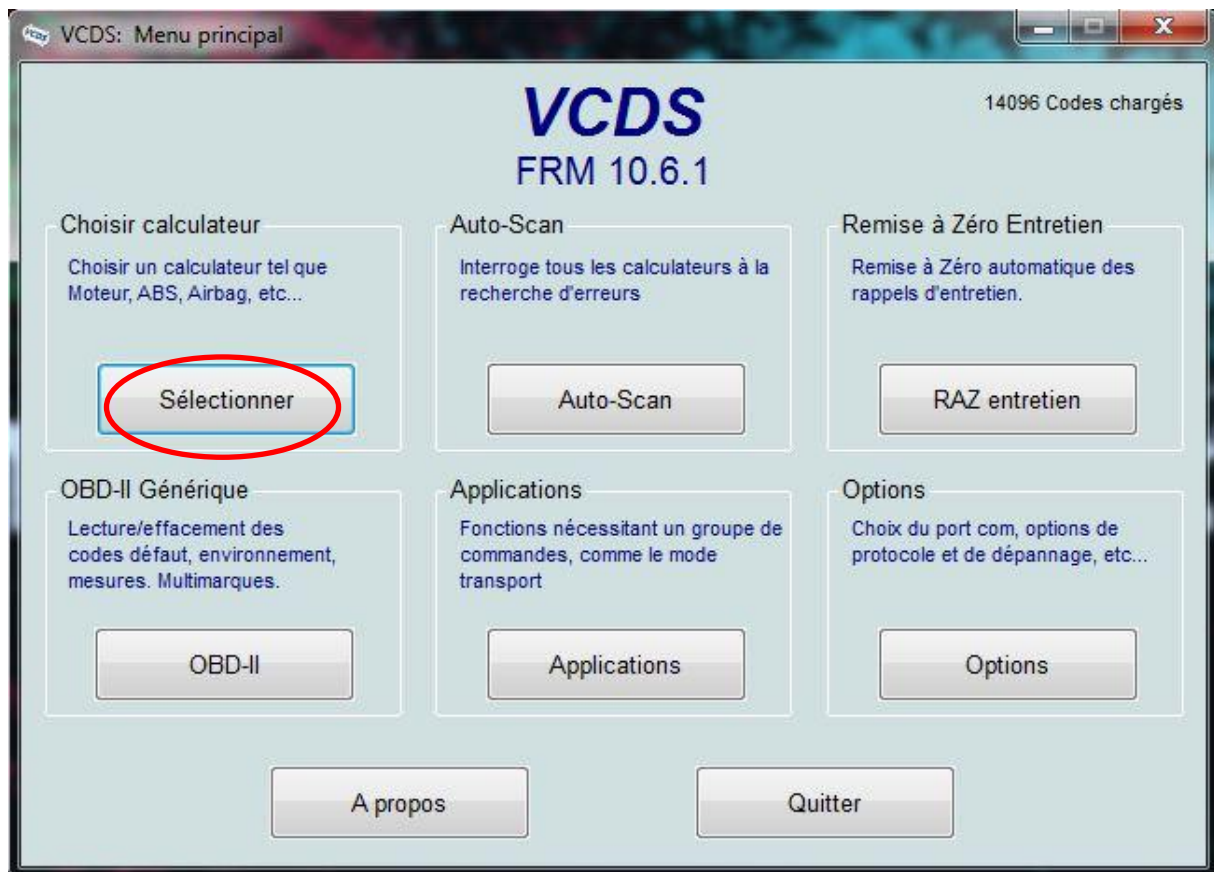 VCDS: Menu principal
VCDS
FRM 10.6.1
14096 Codes chargés
Choisir calculateur
Choisir un calculateur tel que
Moteur, ABS, Airbag, etc...
Sélectionner
Auto-Scan
Interroge tous les calculateurs à la
recherche d'erreurs
Auto-Scan
Remise à Zéro Entretien
Remise à Zéro automatique des
rappels d'entretien.
RAZ entretien
OBD-II Générique
Lecture/effacement des
codes défaut, environnement,
mesures. Multimarques.
OBD-II
Applications
Fonctions nécessitant un groupe de
commandes, comme le mode
transport
Applications
Options
Choix du port com, options de
protocole et de dépannage, etc...
Options
A propos
Quitter